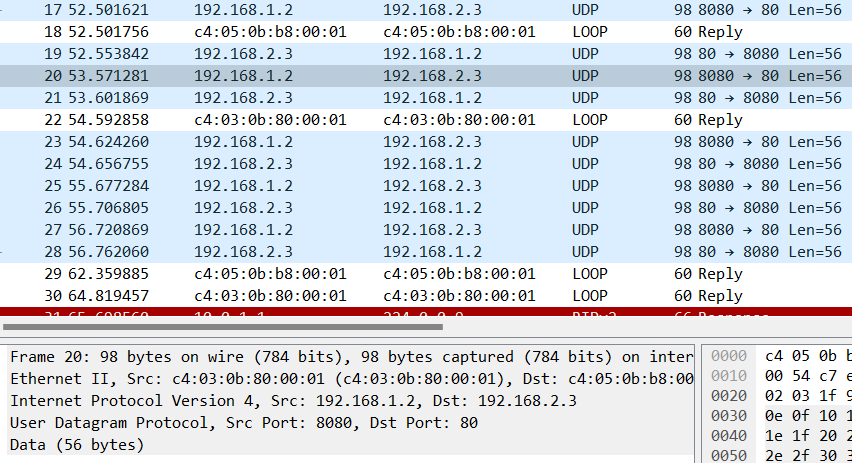 17 52.501621 192.168.1.2 192.168.2.3 UDP 98 8080 → 80 Len=56
18 52.501756 c4:05:0b:b8:00:01 c4:05:0b:b8:00:01 LOOP 60 Reply
19 52.553842 192.168.2.3 192.168.1.2 UDP 98 80 → 8080 Len=56
20 53.571281 192.168.1.2 192.168.2.3 UDP 98 8080 → 80 Len=56
21 53.601869 192.168.2.3 192.168.1.2 UDP 98 80 → 8080 Len=56
22 54.592858 c4:03:0b:80:00:01 c4:03:0b:80:00:01 LOOP 60 Reply
23 54.624260 192.168.1.2 192.168.2.3 UDP 98 8080 → 80 Len=56
24 54.656755 192.168.2.3 192.168.1.2 UDP 98 80 → 8080 Len=56
25 55.677284 192.168.1.2 192.168.2.3 UDP 98 8080 → 80 Len=56
26 55.706805 192.168.2.3 192.168.1.2 UDP 98 80 → 8080 Len=56
27 56.720869 192.168.1.2 192.168.2.3 UDP 98 8080 → 80 Len=56
28 56.762060 192.168.2.3 192.168.1.2 UDP 98 80 → 8080 Len=56
29 62.359885 c4:05:0b:b8:00:01 c4:05:0b:b8:00:01 LOOP 60 Reply
30 64.819457 c4:03:0b:80:00:01 c4:03:0b:80:00:01 LOOP 60 Reply
Frame 20: 98 bytes on wire (784 bits), 98 bytes captured (784 bits) on inter
Ethernet II, Src: c4:03:0b:80:00:01 (c4:03:0b:80:00:01), Dst: c4:05:0b:b8:00
Internet Protocol Version 4, Src: 192.168.1.2, Dst: 192.168.2.3
User Datagram Protocol, Src Port: 8080, Dst Port: 80
Data (56 bytes)
0000 c4 05 0b b
0010 00 54 c7 e
0020 02 03 1f 9
0030 0e 0f 10 1
0040 1e 1f 20 2
0050 2e 2f 30 3